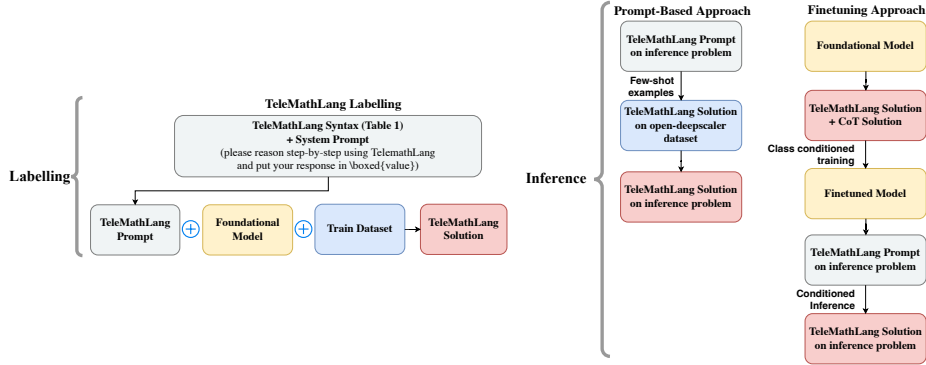 Labelling
TeleMathLang Labelling
TeleMathLang Syntax (Table 1)
+ System Prompt
(please reason step-by-step using TelemathLang
and put your response in \boxed{value})
TeleMathLang
Prompt
Foundational
Model
Train Dataset
TeleMathLang
Solution
Inference
Prompt-Based Approach
TeleMathLang Prompt
on inference problem
Few-shot
examples
TeleMathLang Solution
on open-deepscaler
dataset
TeleMathLang Solution
on inference problem
Finetuning Approach
Foundational Model
TeleMathLang Solution
+ CoT Solution
Class conditioned
training
Finetuned Model
TeleMathLang Prompt
on inference problem
Conditioned
Inference
TeleMathLang Solution
on inference problem